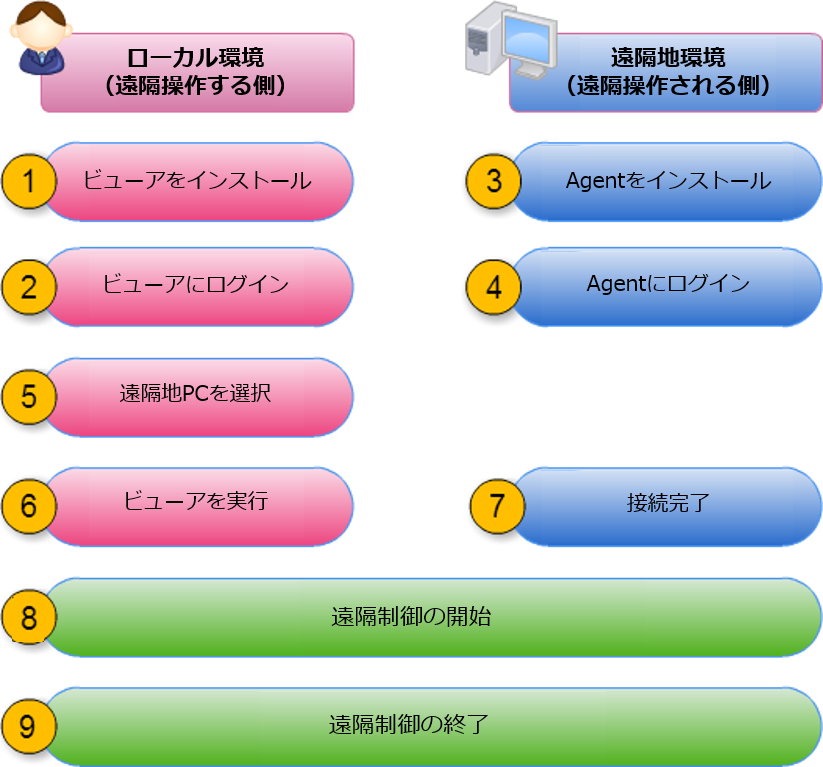 ローカル環境
（遠隔操作する側）
遠隔地環境
（遠隔操作される側）
1 ビューアをインストール
3 Agentをインストール
2 ビューアにログイン
4 Agentにログイン
5 遠隔地PCを選択
6 ビューアを実行
7 接続完了
8 遠隔制御の開始
9 遠隔制御の終了